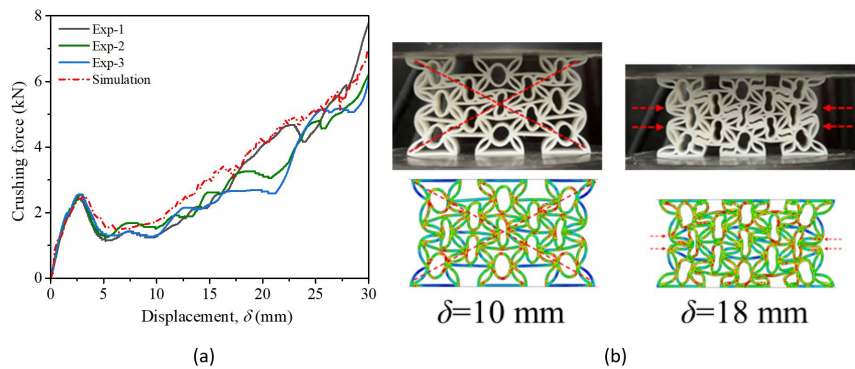 (a)
8
6
4
2
0
Crushing force (kN)
Exp-1
Exp-2
Exp-3
Simulation
0 5 10 15 20 25 30
Displacement, δ (mm)
δ=10 mm
δ=18 mm
(a)
(b)